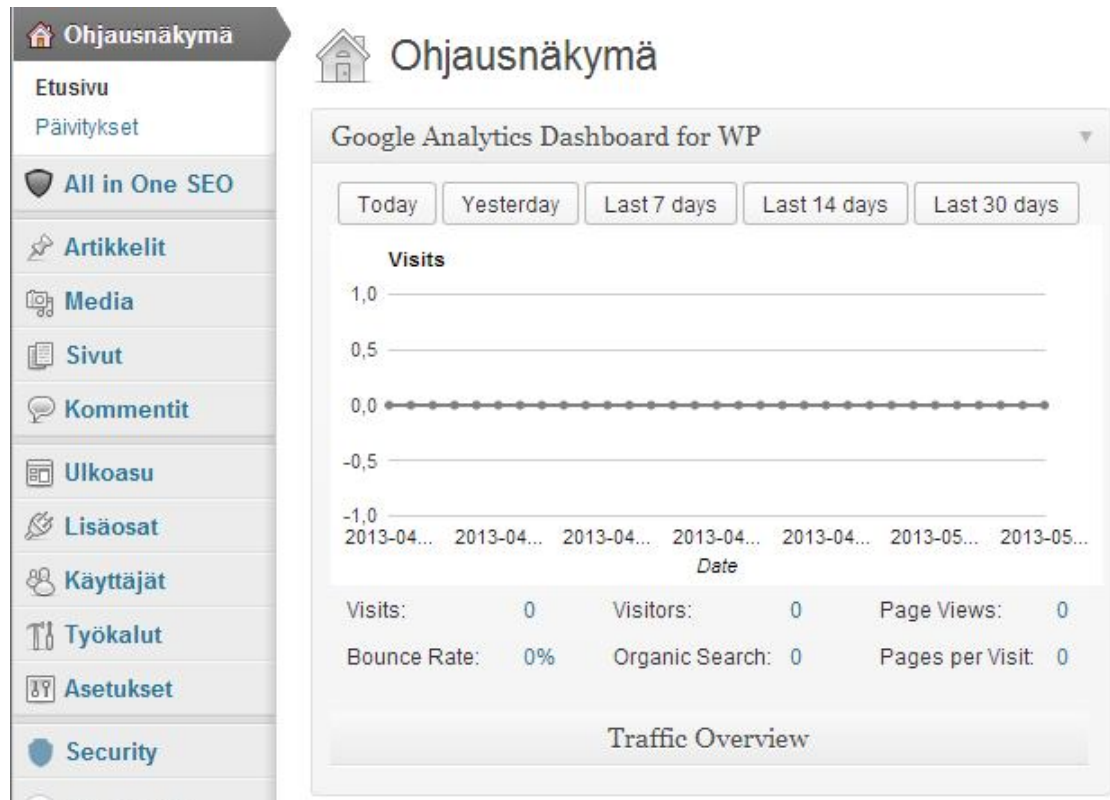 Ohjausnäkymä
Etusivu
Päivitykset
All in One SEO
Artikkelit
Media
Sivut
Kommentit
Ulkoasu
Lisäosat
Käyttäjät
Työkalut
Asetukset
Security
Ohjausnäkymä
Google Analytics Dashboard for WP
Today Yesterday Last 7 days Last 14 days Last 30 days
Visits
1,0
0,5
0,0
-0,5
-1,0
2013-04... 2013-04... 2013-04... 2013-04... 2013-04... 2013-05... 2013-05...
Date
Visits: 0 Visitors: 0 Page Views: 0
Bounce Rate: 0% Organic Search: 0 Pages per Visit: 0
Traffic Overview